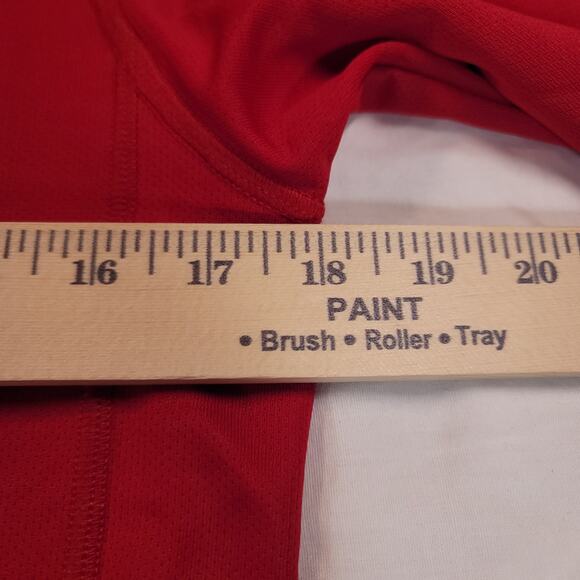 16 17 18 19 20
PAINT
• Brush • Roller • Tray